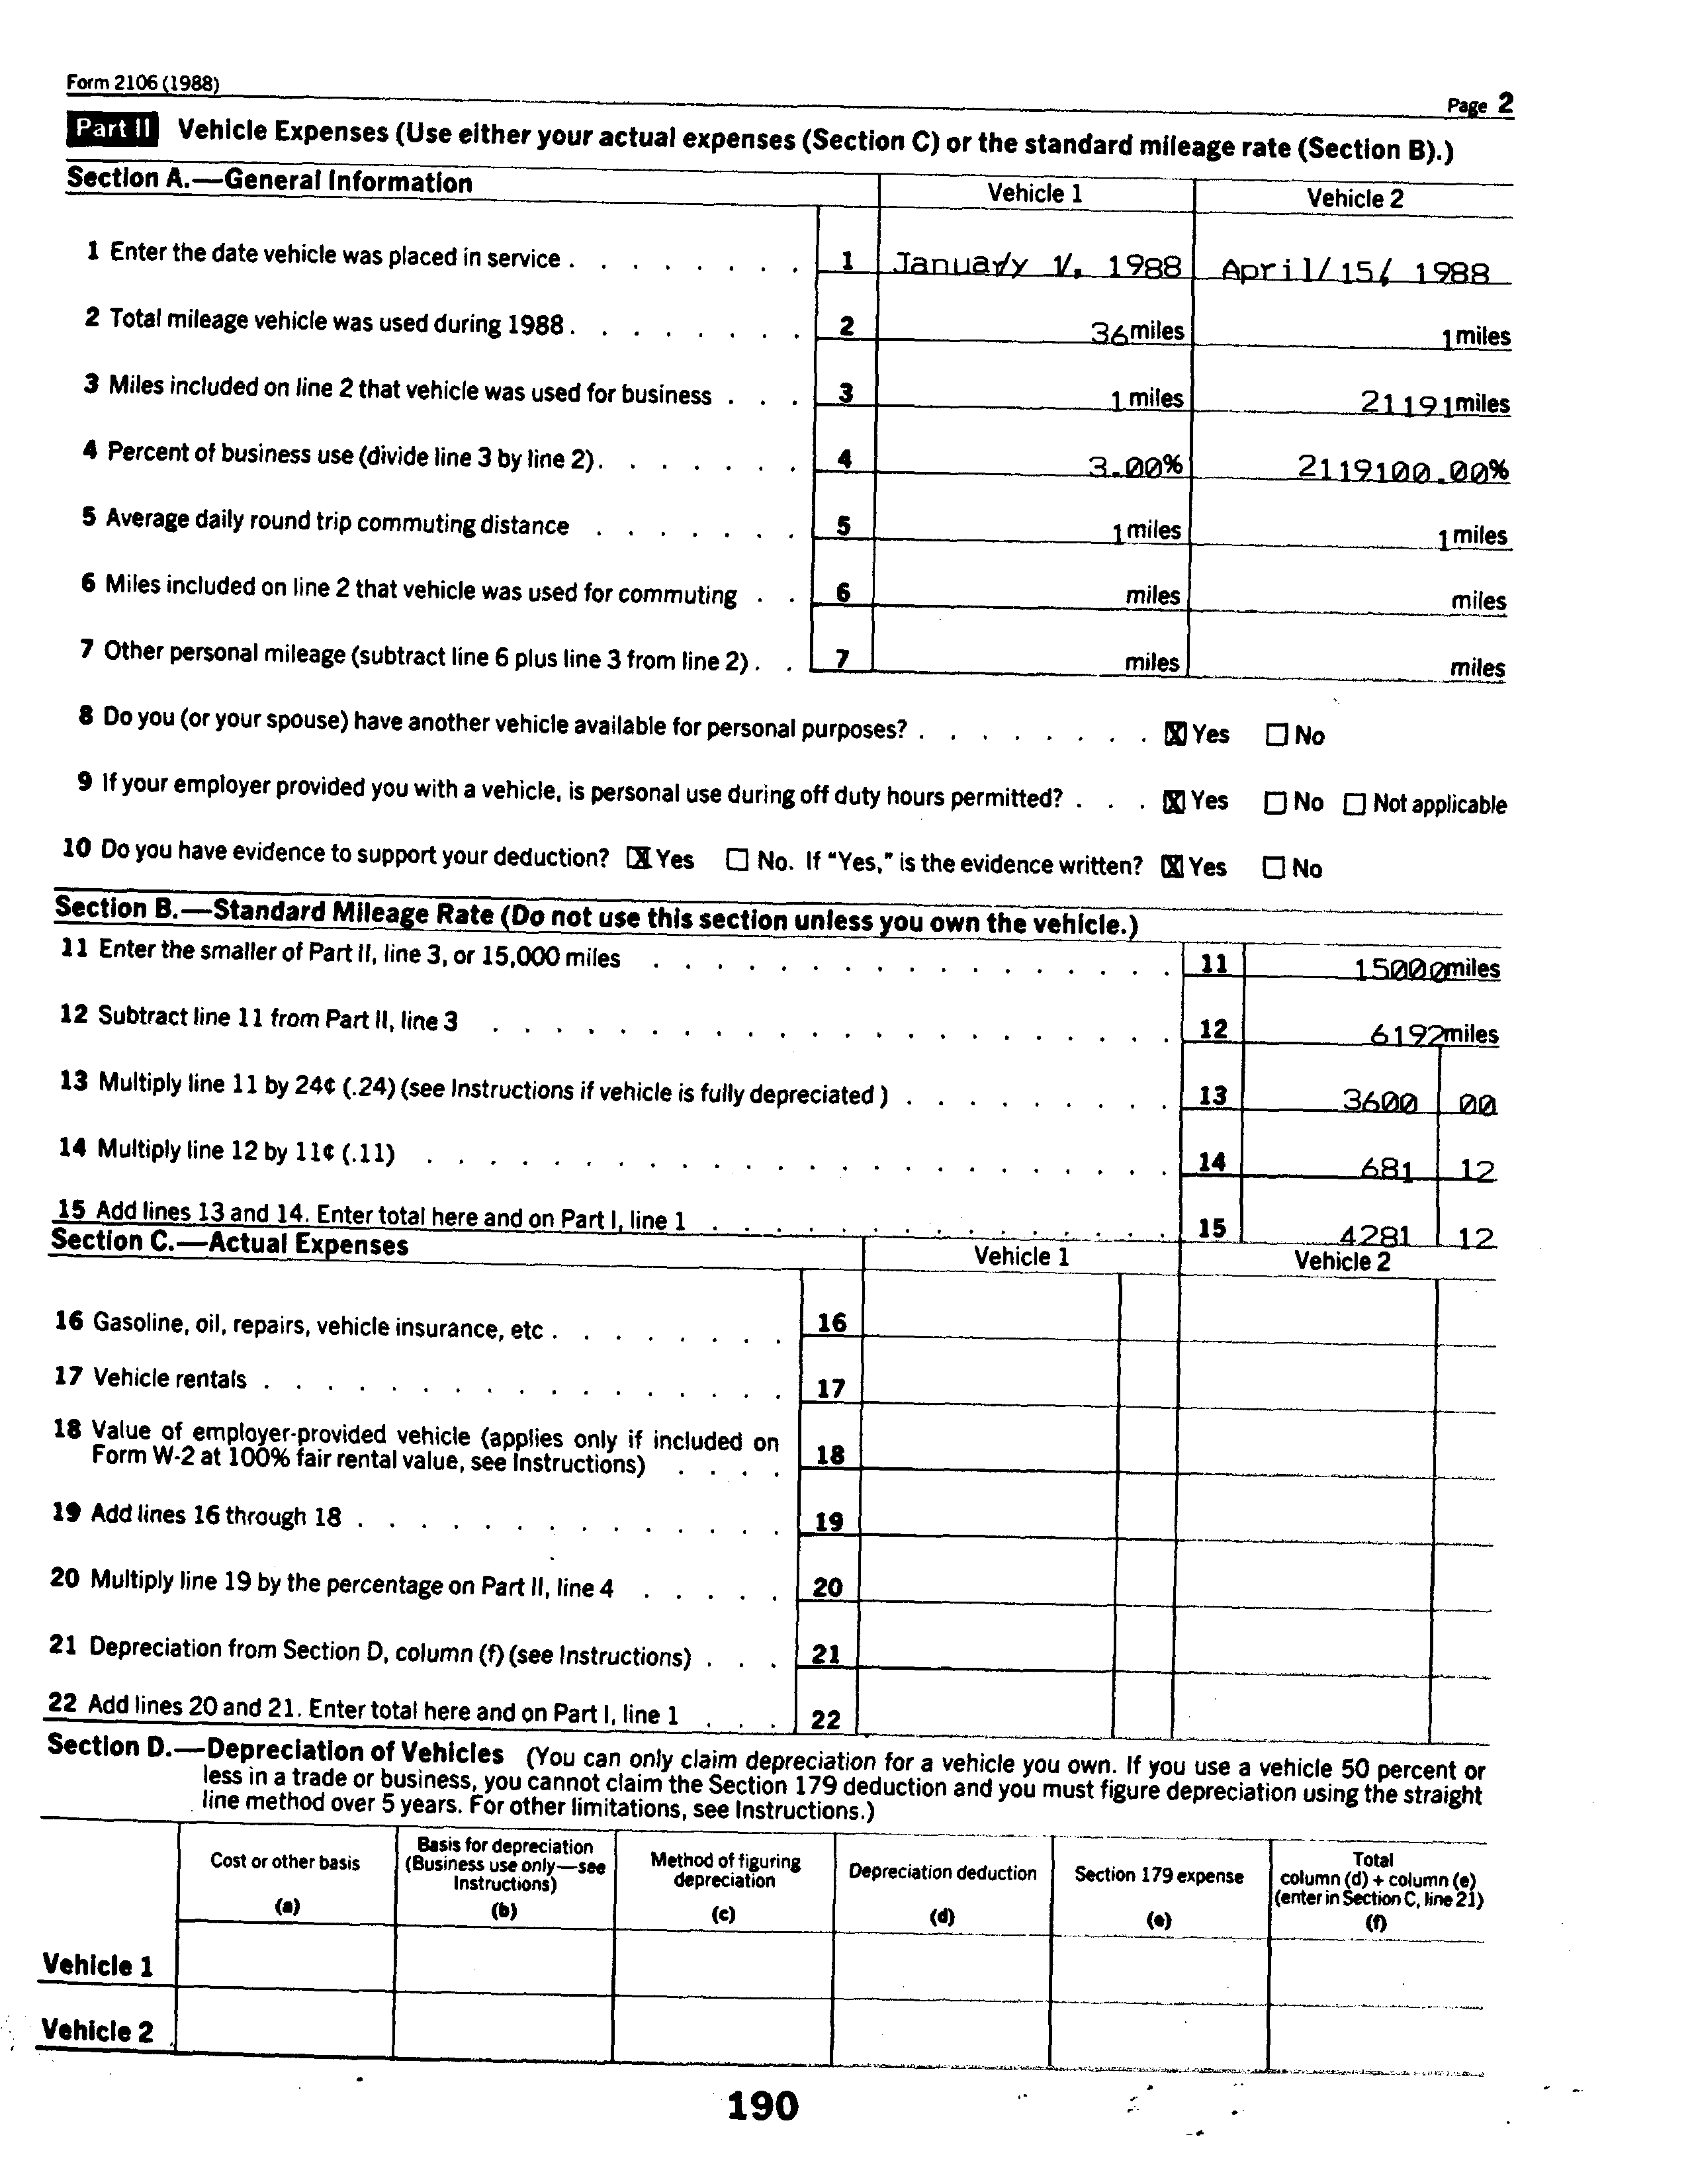 Form 2106 (1988)
Page 2
Part II Vehicle Expenses (Use either your actual expenses (Section C) or the standard mileage rate (Section B).)
Section A.—General Information
Vehicle 1 Vehicle 2
1 Enter the date vehicle was placed in service . . . . . . . . 1 January 1, 1988 April/15/ 1988
2 Total mileage vehicle was used during 1988 . . . . . . . . 2 36 miles 1 miles
3 Miles included on line 2 that vehicle was used for business . . . 3 1 miles 21191 miles
4 Percent of business use (divide line 3 by line 2) . . . . . . . 4 3.00% 2119100.00%
5 Average daily round trip commuting distance . . . . . . . 5 1 miles 1 miles
6 Miles included on line 2 that vehicle was used for commuting . . 6 miles miles
7 Other personal mileage (subtract line 6 plus line 3 from line 2) . . 7 miles miles
8 Do you (or your spouse) have another vehicle available for personal purposes? . . . . . . . . ☒ Yes ☐ No
9 If your employer provided you with a vehicle, is personal use during off duty hours permitted? . . . ☒ Yes ☐ No ☐ Not applicable
10 Do you have evidence to support your deduction? ☒ Yes ☐ No. If "Yes," is the evidence written? ☒ Yes ☐ No
Section B.—Standard Mileage Rate (Do not use this section unless you own the vehicle.)
11 Enter the smaller of Part II, line 3, or 15,000 miles . . . . . . . . . . . . . . . . . 11 15000 miles
12 Subtract line 11 from Part II, line 3 . . . . . . . . . . . . . . . . . . . . . . 12 6192 miles
13 Multiply line 11 by 24¢ (.24) (see Instructions if vehicle is fully depreciated ) . . . . . . . . . 13 3600 00
14 Multiply line 12 by 11¢ (.11) . . . . . . . . . . . . . . . . . . . . . . . . 14 681 12
15 Add lines 13 and 14. Enter total here and on Part I, line 1 . . . . . . . . . . . . . . . 15 4281 12
Section C.—Actual Expenses
Vehicle 1 Vehicle 2
16 Gasoline, oil, repairs, vehicle insurance, etc . . . . . . . . 16
17 Vehicle rentals . . . . . . . . . . . . . . . . . 17
18 Value of employer-provided vehicle (applies only if included on
Form W-2 at 100% fair rental value, see Instructions) . . . . 18
19 Add lines 16 through 18 . . . . . . . . . . . . . . 19
20 Multiply line 19 by the percentage on Part II, line 4 . . . . . 20
21 Depreciation from Section D, column (f) (see Instructions) . . . 21
22 Add lines 20 and 21. Enter total here and on Part I, line 1 . . . 22
Section D.—Depreciation of Vehicles (You can only claim depreciation for a vehicle you own. If you use a vehicle 50 percent or
less in a trade or business, you cannot claim the Section 179 deduction and you must figure depreciation using the straight
line method over 5 years. For other limitations, see Instructions.)
Cost or other basis
(a)
Basis for depreciation
(Business use only—see
Instructions)
(b)
Method of figuring
depreciation
(c)
Depreciation deduction
(d)
Section 179 expense
(e)
Total
column (d) + column (e)
(enter in Section C, line 21)
(f)
Vehicle 1
Vehicle 2
190